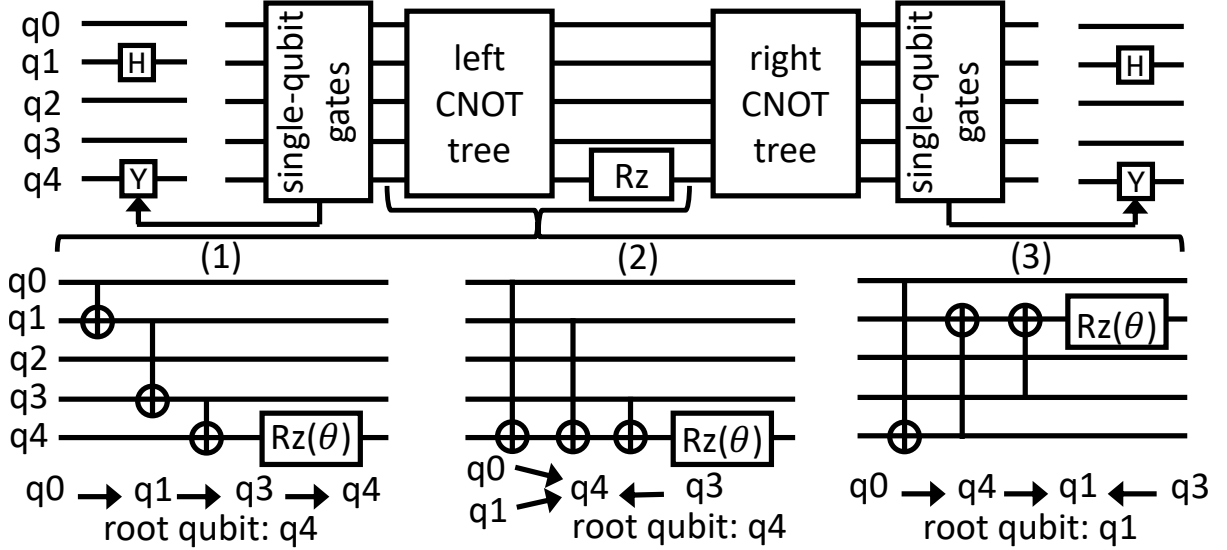 q0
q1 H H
q2
q3
q4 Y Rz Y
single-qubit gates
left CNOT tree
right CNOT tree
single-qubit gates
(1) (2) (3)
q0
q1 Rz(θ)
q2
q3
q4 Rz(θ) Rz(θ)
q0 q1 q3 q4
root qubit: q4
q0
q1 q4 q3
root qubit: q4
q0 q4 q1 q3
root qubit: q1